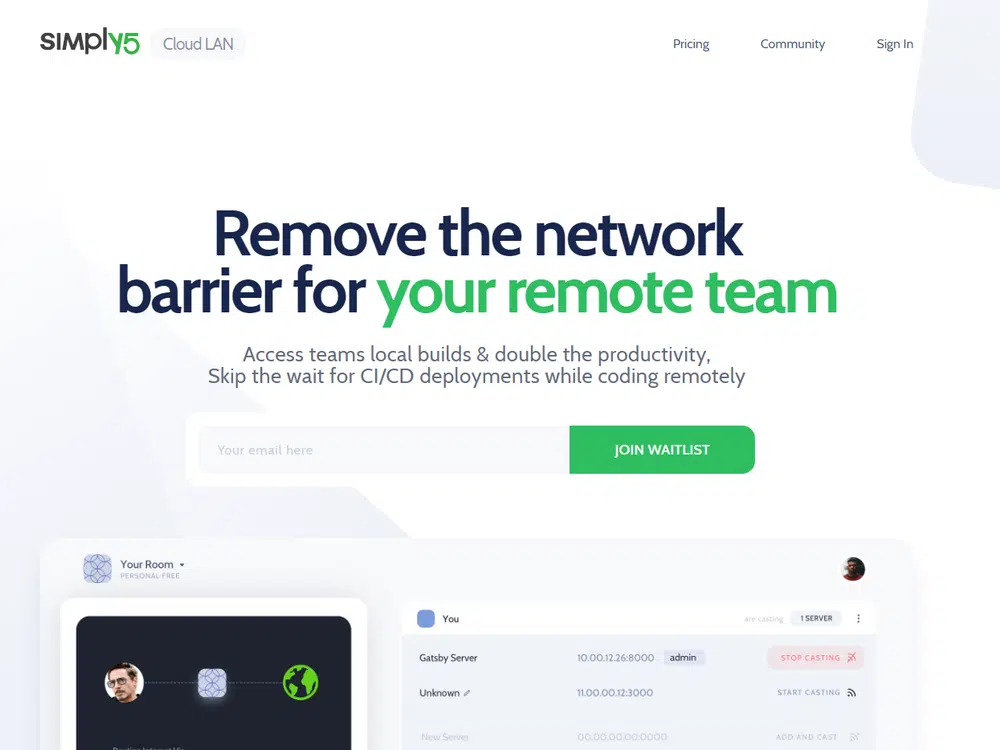 sımply5 Cloud LAN
Pricing Community Sign In
Remove the network
barrier for your remote team
Access teams local builds & double the productivity,
Skip the wait for CI/CD deployments while coding remotely
Your email here JOIN WAITLIST
Your Room
PERSONAL FREE
You are casting 1 SERVER
Gatsby Server 10.00.12.26:8000 admin STOP CASTING
Unknown 11.00.00.12:3000 START CASTING
New Server 00.00.00.00:0000 ADD AND CAST